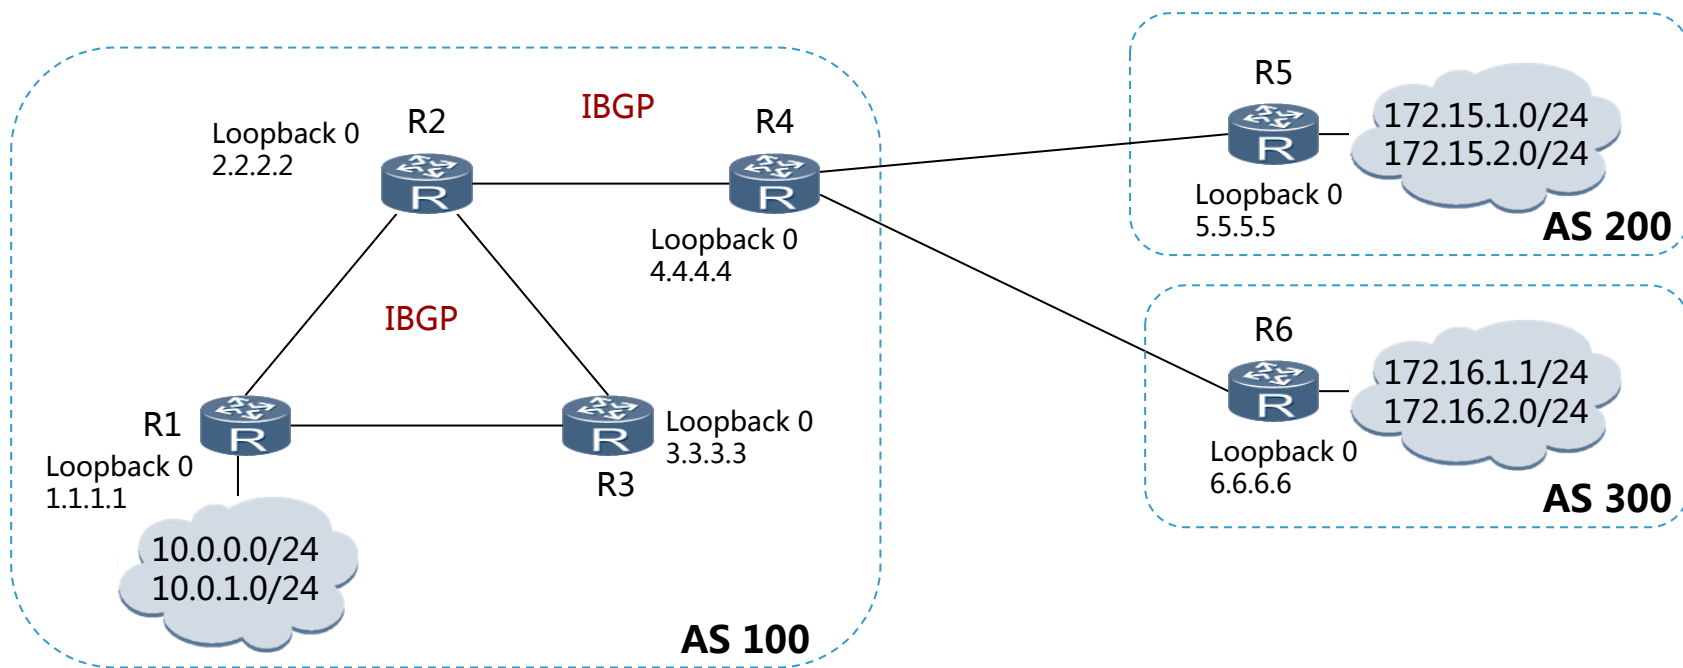 R5
172.15.1.0/24
172.15.2.0/24
R
Loopback 0
5.5.5.5
AS 200
IBGP
R2
R4
Loopback 0
2.2.2.2
R
R
Loopback 0
4.4.4.4
IBGP
R6
172.16.1.1/24
172.16.2.0/24
R
Loopback 0
6.6.6.6
AS 300
R1
R
R
Loopback 0
3.3.3.3
R3
Loopback 0
1.1.1.1
10.0.0.0/24
10.0.1.0/24
AS 100